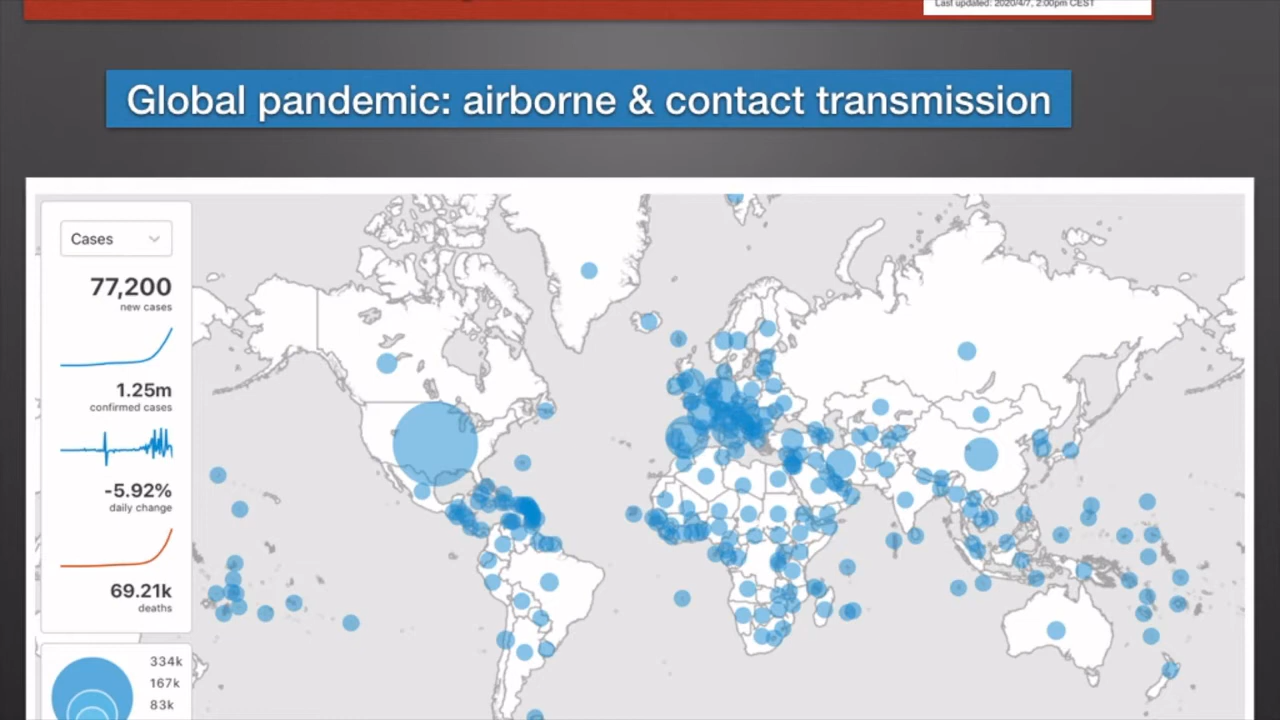 Last updated: 2020/4/7, 2:00pm CEST
Global pandemic: airborne & contact transmission
Cases
77,200
new cases
1.25m
confirmed cases
-5.92%
daily change
69.21k
deaths
334k
167k
83k